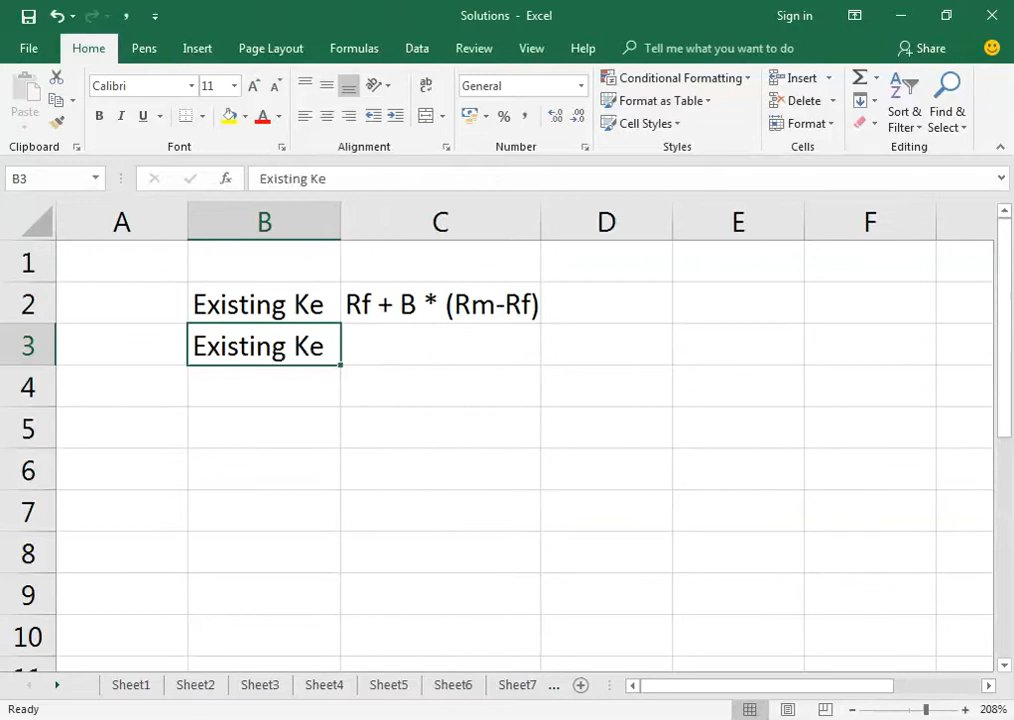 Solutions - Excel
Sign in
File Home Pens Insert Page Layout Formulas Data Review View Help Tell me what you want to do Share
Paste
Calibri 11
B I U A
General
% ,
Conditional Formatting
Format as Table
Cell Styles
Insert
Delete
Format
Sort & Filter
Find & Select
Clipboard Font Alignment Number Styles Cells Editing
B3 fx Existing Ke
A B C D E F
1
2 Existing Ke Rf + B * (Rm-Rf)
3 Existing Ke
4
5
6
7
8
9
10
Sheet1 Sheet2 Sheet3 Sheet4 Sheet5 Sheet6 Sheet7 ...
Ready 208%